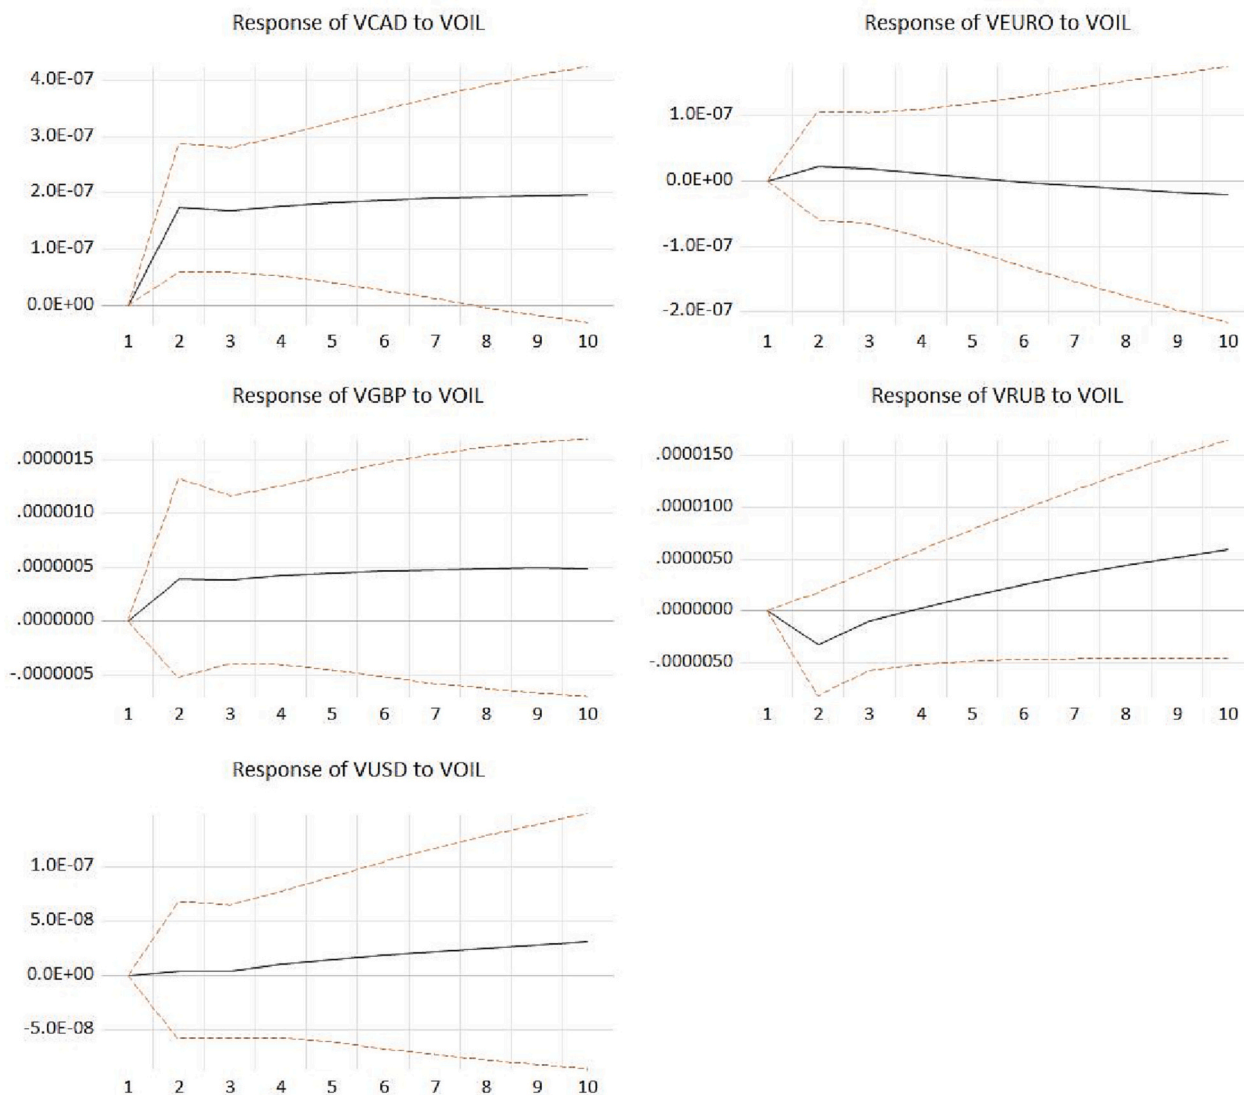 Response of VCAD to VOIL
4.0E-07
3.0E-07
2.0E-07
1.0E-07
0.0E+00
1 2 3 4 5 6 7 8 9 10
Response of VEURO to VOIL
1.0E-07
0.0E+00
-1.0E-07
-2.0E-07
1 2 3 4 5 6 7 8 9 10
Response of VGBP to VOIL
.0000015
.0000010
.0000005
.0000000
-.0000005
1 2 3 4 5 6 7 8 9 10
Response of VRUB to VOIL
.0000150
.0000100
.0000050
.0000000
-.0000050
1 2 3 4 5 6 7 8 9 10
Response of VUSD to VOIL
1.0E-07
5.0E-08
0.0E+00
-5.0E-08
1 2 3 4 5 6 7 8 9 10